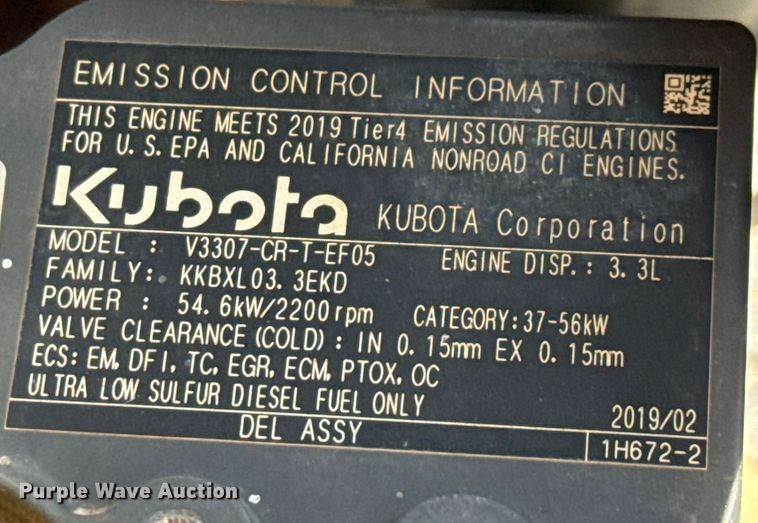 EMISSION CONTROL INFORMATION
THIS ENGINE MEETS 2019 Tier4 EMISSION REGULATIONS
FOR U.S.EPA AND CALIFORNIA NONROAD CI ENGINES.
Kubota KUBOTA Corporation
MODEL : V3307-CR-T-EF05 ENGINE DISP.: 3.3L
FAMILY: KKBXL03.3EKD
POWER : 54.6kW/2200rpm CATEGORY:37-56kW
VALVE CLEARANCE(COLD): IN 0.15mm EX 0.15mm
ECS: EM, DFI, TC, EGR, ECM, PTOX, OC
ULTRA LOW SULFUR DIESEL FUEL ONLY 2019/02
DEL ASSY 1H672-2
Purple Wave Auction